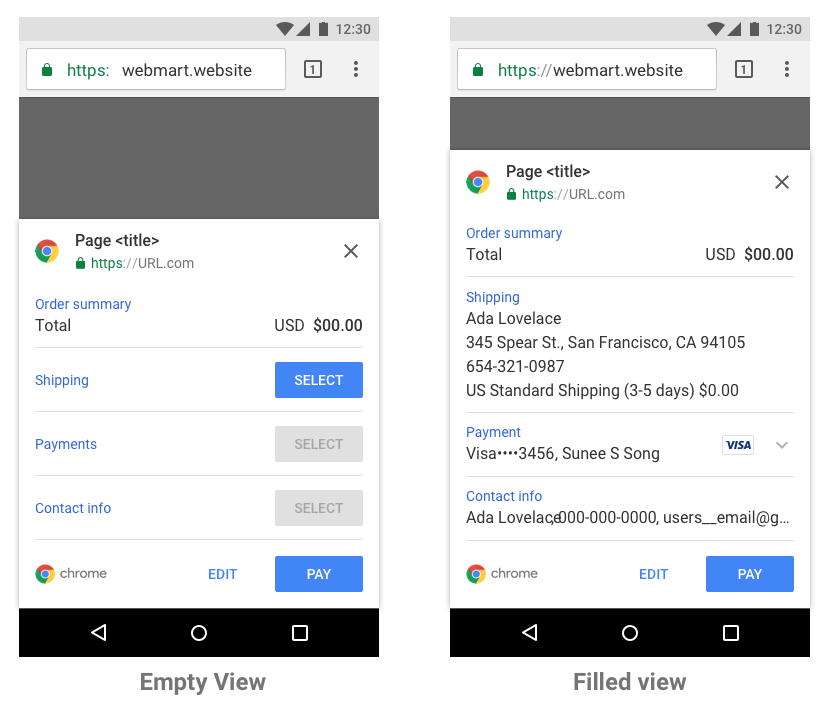 12:30
https: webmart.website 1
Page <title>
https://URL.com
Order summary
Total USD $00.00
Shipping SELECT
Payments SELECT
Contact info SELECT
chrome EDIT PAY
Empty View
12:30
https://webmart.website 1
Page <title>
https://URL.com
Order summary
Total USD $00.00
Shipping
Ada Lovelace
345 Spear St., San Francisco, CA 94105
654-321-0987
US Standard Shipping (3-5 days) $0.00
Payment
Visa••••3456, Sunee S Song VISA
Contact info
Ada Lovelace, 000-000-0000, users__email@g...
chrome EDIT PAY
Filled view